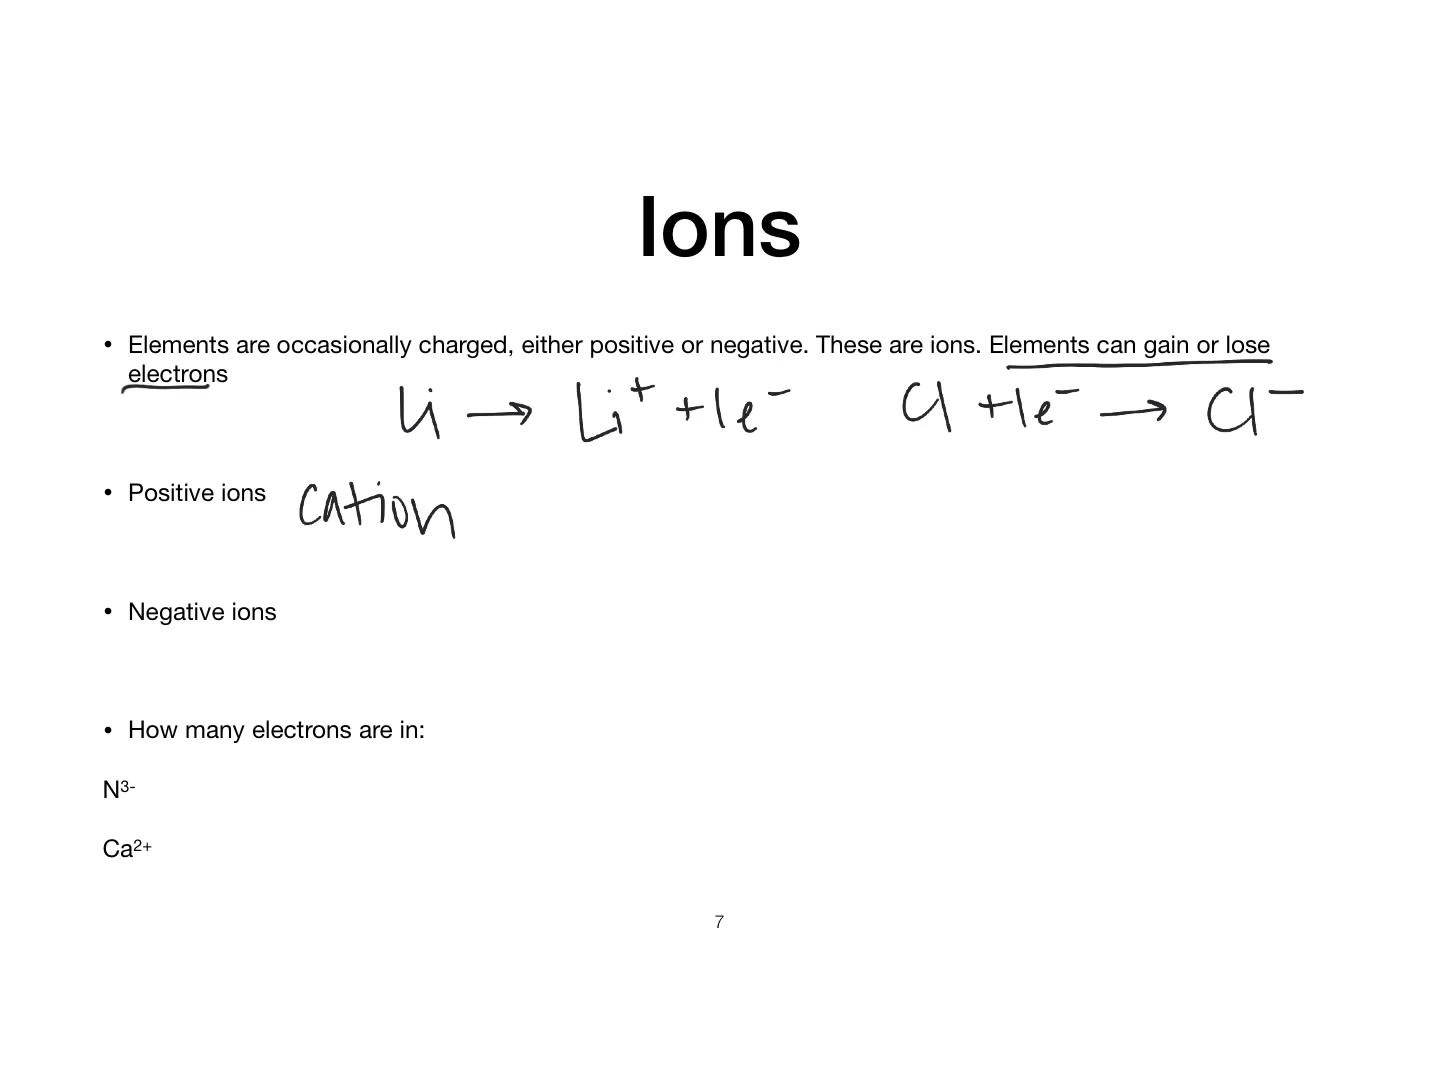 Ions
• Elements are occasionally charged, either positive or negative. These are ions. Elements can gain or lose
electrons
Li → Li⁺ + 1e⁻ Cl + 1e⁻ → Cl⁻
• Positive ions cation
• Negative ions
• How many electrons are in:
N³⁻
Ca²⁺
7